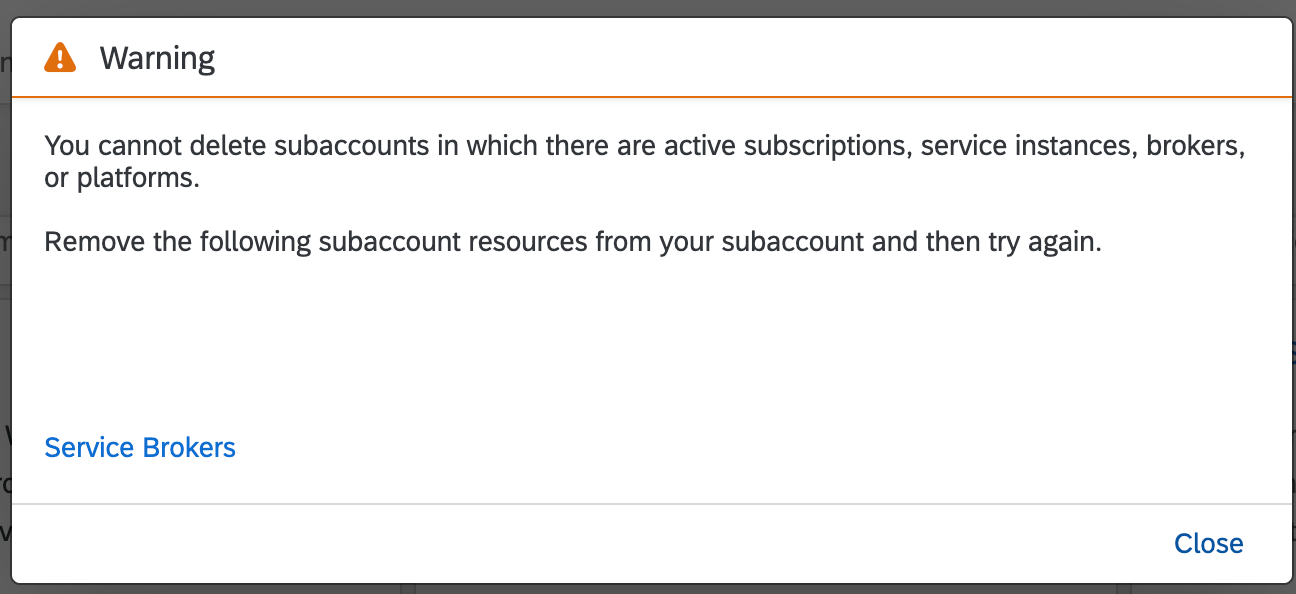 Warning
You cannot delete subaccounts in which there are active subscriptions, service instances, brokers,
or platforms.
Remove the following subaccount resources from your subaccount and then try again.
Service Brokers
Close